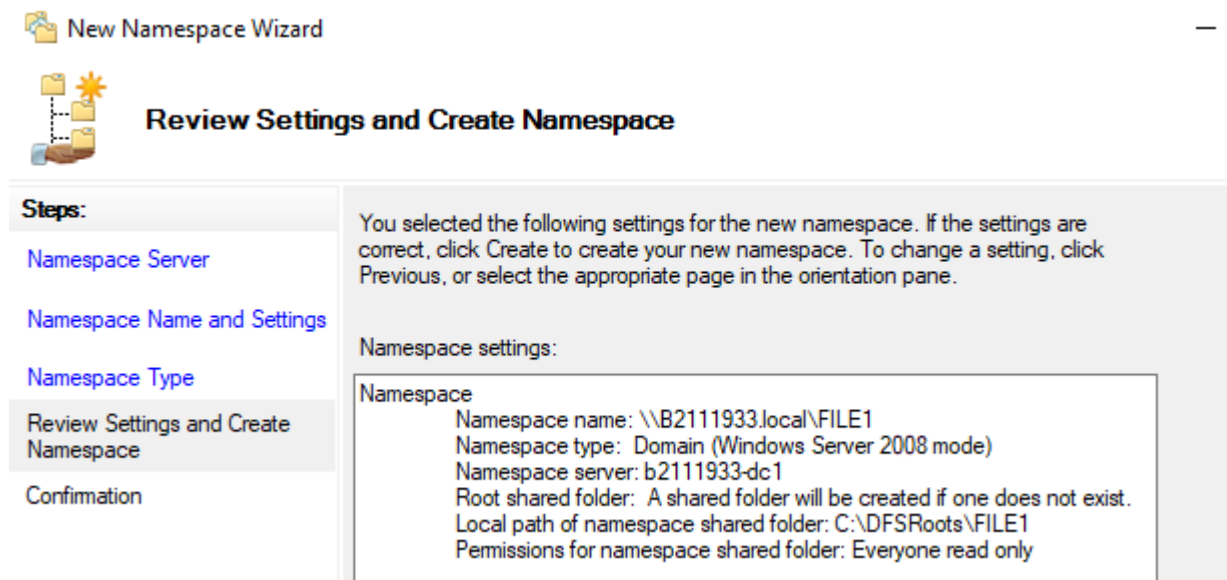 New Namespace Wizard
Review Settings and Create Namespace
Steps:
Namespace Server
Namespace Name and Settings
Namespace Type
Review Settings and Create
Namespace
Confirmation
You selected the following settings for the new namespace. If the settings are
correct, click Create to create your new namespace. To change a setting, click
Previous, or select the appropriate page in the orientation pane.
Namespace settings:
Namespace
Namespace name: \\B2111933.local\FILE1
Namespace type:  Domain (Windows Server 2008 mode)
Namespace server: b2111933-dc1
Root shared folder:  A shared folder will be created if one does not exist.
Local path of namespace shared folder: C:\DFSRoots\FILE1
Permissions for namespace shared folder: Everyone read only